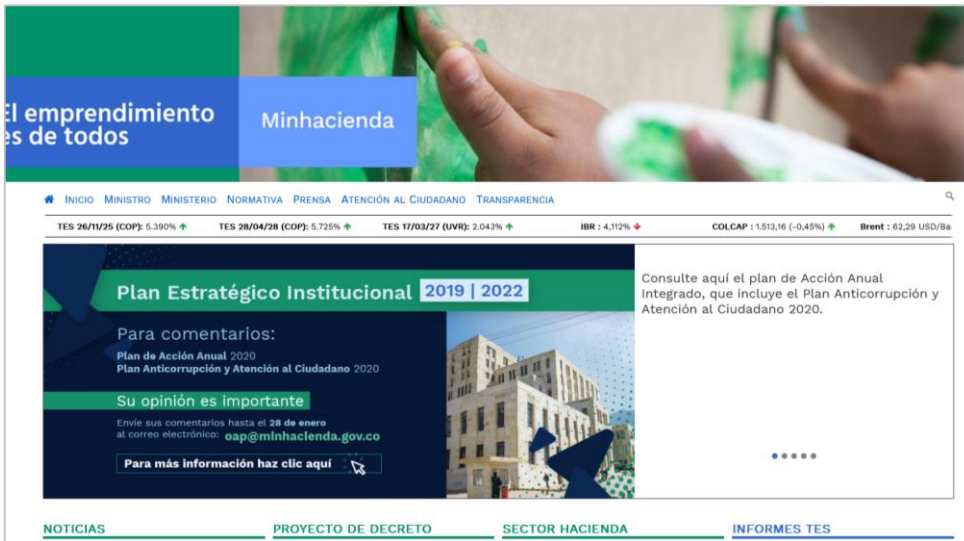 El emprendimiento
es de todos
Minhacienda
INICIO MINISTRO MINISTERIO NORMATIVA PRENSA ATENCIÓN AL CIUDADANO TRANSPARENCIA
TES 26/11/25 (COP): 5.390% TES 28/04/28 (COP): 5.725% TES 17/03/27 (UVR): 2.043% IBR : 4,112% COLCAP : 1.513,16 (-0,45%) Brent : 62,29 USD/Ba
Plan Estratégico Institucional 2019 | 2022
Para comentarios:
Plan de Acción Anual 2020
Plan Anticorrupción y Atención al Ciudadano 2020
Su opinión es importante
Envíe sus comentarios hasta el 28 de enero
al correo electrónico: oap@minhacienda.gov.co
Para más información haz clic aquí
Consulte aquí el plan de Acción Anual
Integrado, que incluye el Plan Anticorrupción y
Atención al Ciudadano 2020.
NOTICIAS PROYECTO DE DECRETO SECTOR HACIENDA INFORMES TES